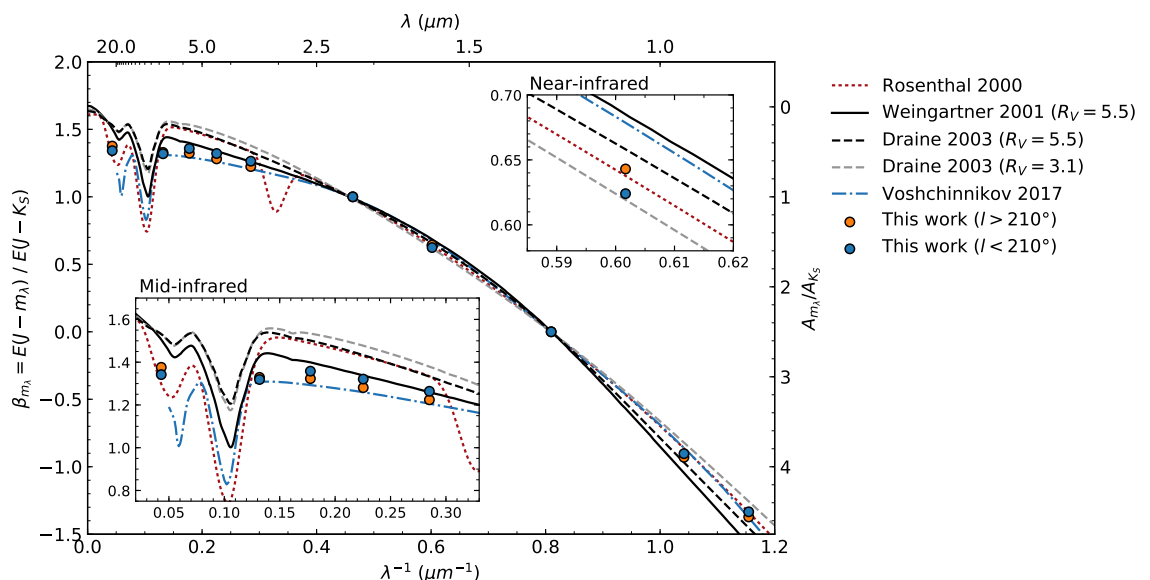 λ (μm)
20.0 5.0 2.5 1.5 1.0
2.0
1.5
1.0
0.5
0.0
−0.5
−1.0
−1.5
β_{m_λ} = E(J − m_λ) / E(J − K_S)
0
1
2
3
4
A_{m_λ}/A_{K_S}
0.0 0.2 0.4 0.6 0.8 1.0 1.2
λ⁻¹ (μm⁻¹)
Near-infrared
0.70
0.65
0.60
0.59 0.60 0.61 0.62
Mid-infrared
1.6
1.4
1.2
1.0
0.8
0.05 0.10 0.15 0.20 0.25 0.30
Rosenthal 2000
Weingartner 2001 (R_V = 5.5)
Draine 2003 (R_V = 5.5)
Draine 2003 (R_V = 3.1)
Voshchinnikov 2017
This work (l > 210°)
This work (l < 210°)